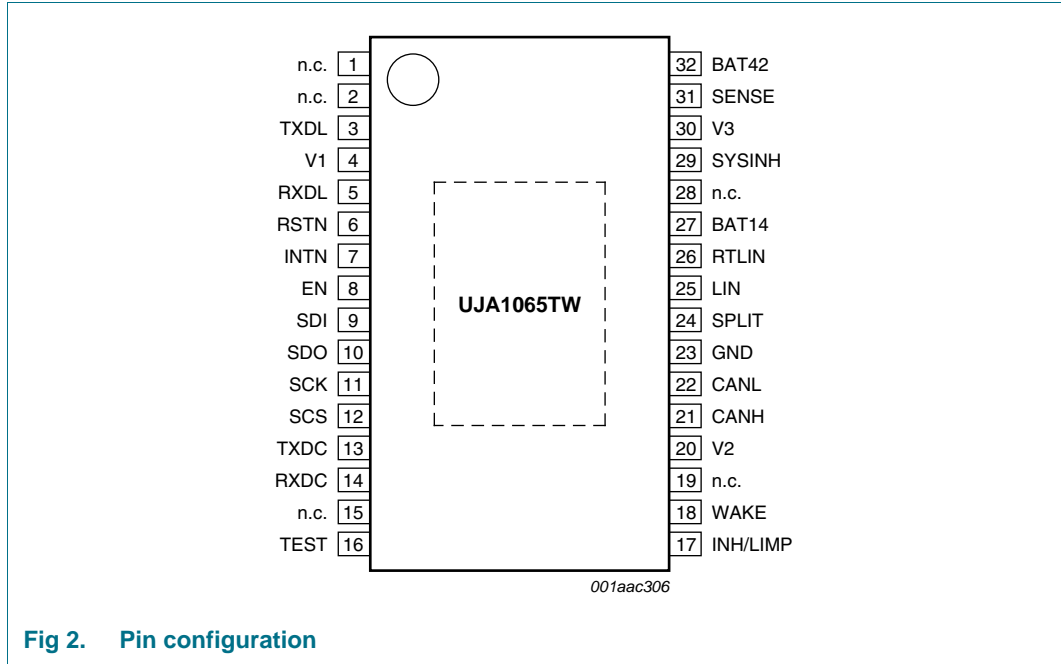 n.c. 1
n.c. 2
TXDL 3
V1 4
RXDL 5
RSTN 6
INTN 7
EN 8
SDI 9
SDO 10
SCK 11
SCS 12
TXDC 13
RXDC 14
n.c. 15
TEST 16
UJA1065TW
32 BAT42
31 SENSE
30 V3
29 SYSINH
28 n.c.
27 BAT14
26 RTLIN
25 LIN
24 SPLIT
23 GND
22 CANL
21 CANH
20 V2
19 n.c.
18 WAKE
17 INH/LIMP
001aac306
Fig 2. Pin configuration